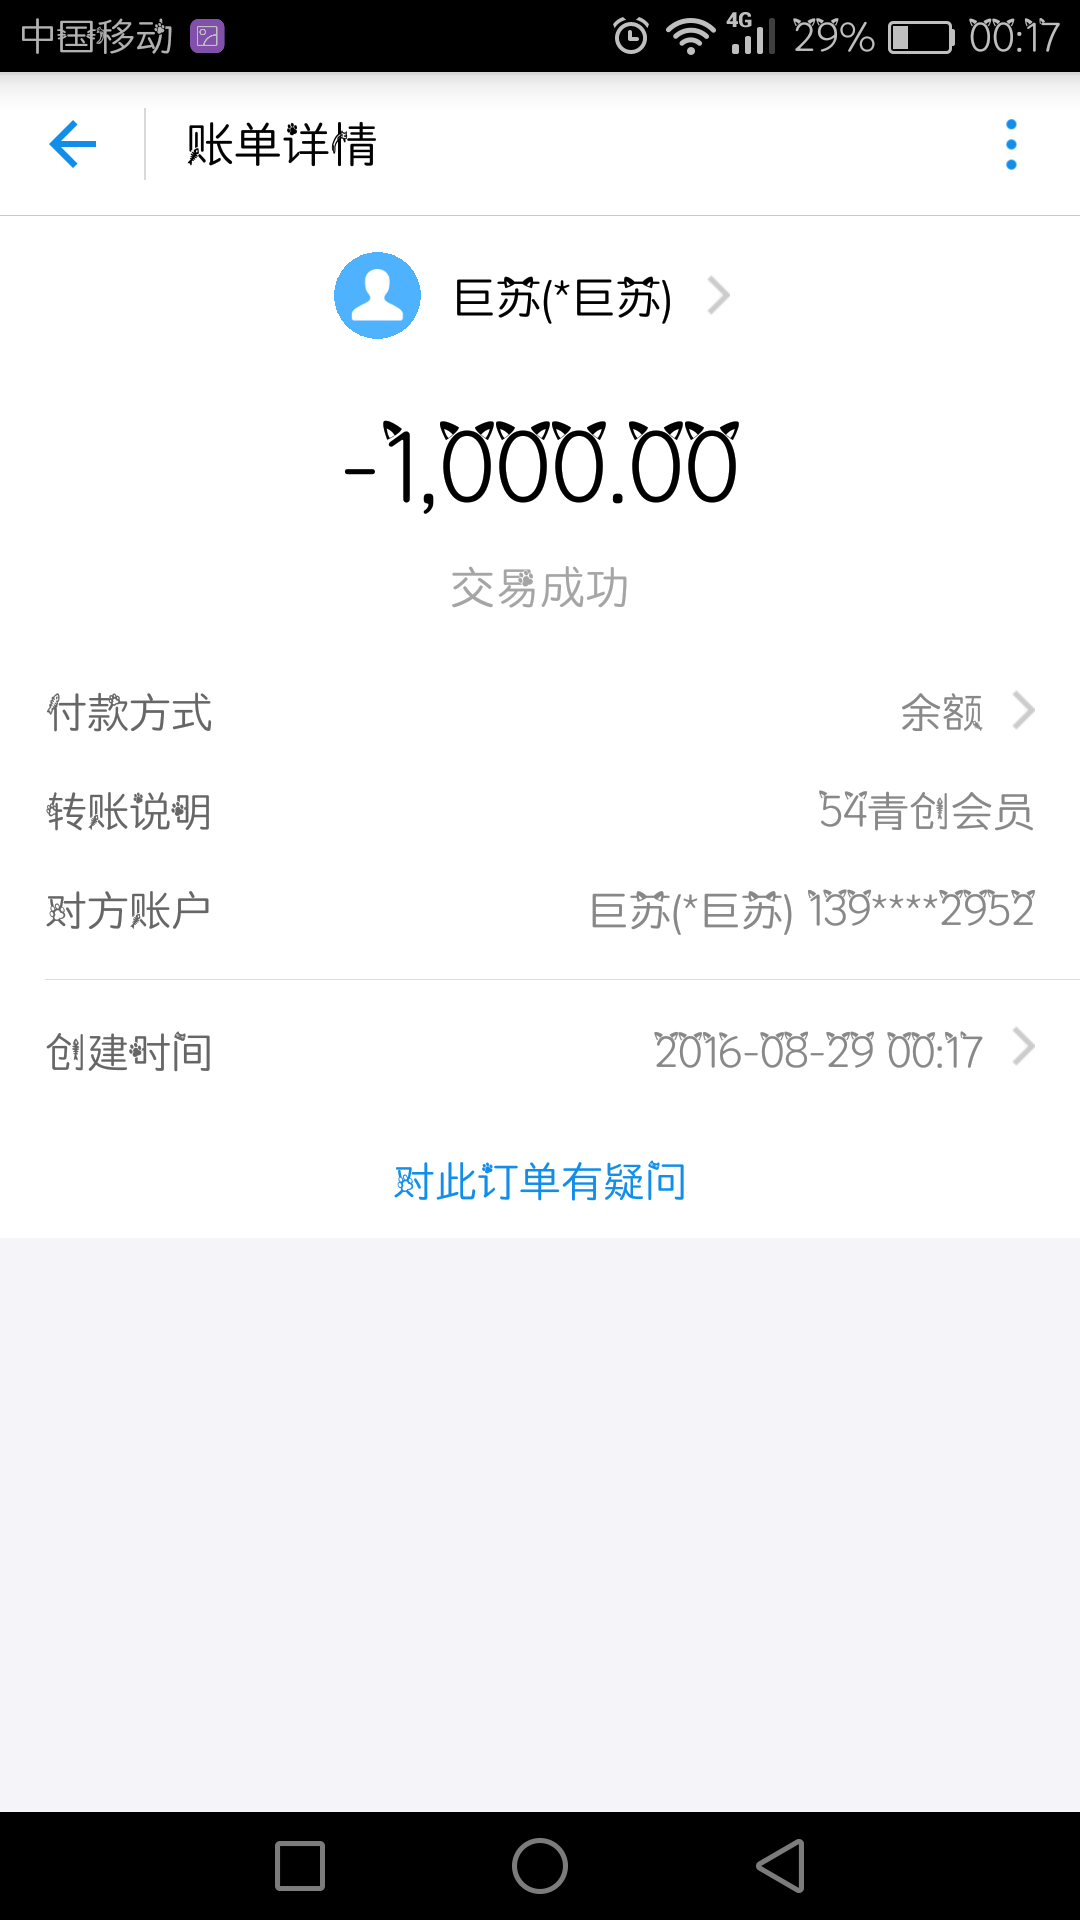 中国移动 4G 29% 00:17
账单详情
巨苏(*巨苏)
-1,000.00
交易成功
付款方式 余额
转账说明 54青创会员
对方账户 巨苏(*巨苏) 139****2952
创建时间 2016-08-29 00:17
对此订单有疑问